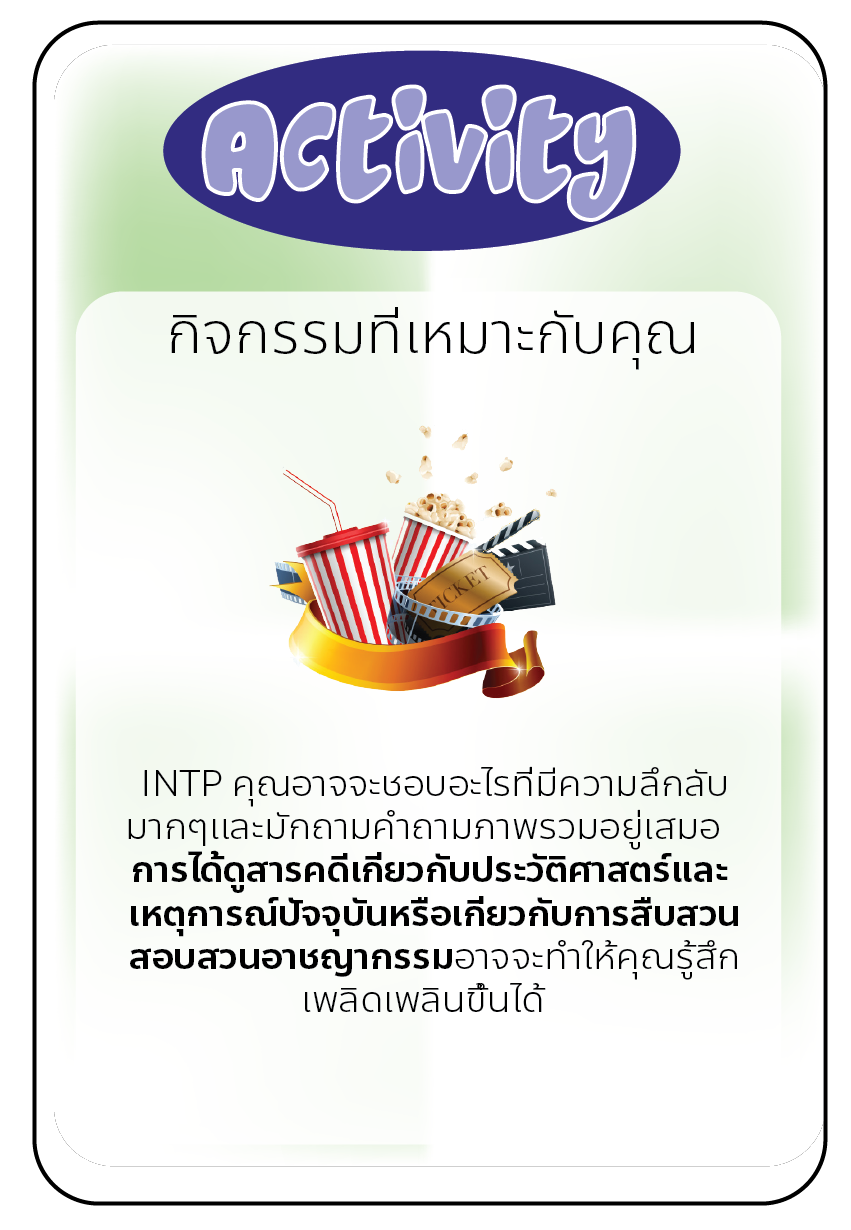 Activity
กิจกรรมที่เหมาะกับคุณ
TICKET
INTP คุณอาจจะชอบอะไรที่มีความลึกลับ
มากๆและมักถามคำถามภาพรวมอยู่เสมอ
การได้ดูสารคดีเกี่ยวกับประวัติศาสตร์และ
เหตุการณ์ปัจจุบันหรือเกี่ยวกับการสืบสวน
สอบสวนอาชญากรรมอาจจะทำให้คุณรู้สึก
เพลิดเพลินขึ้นได้